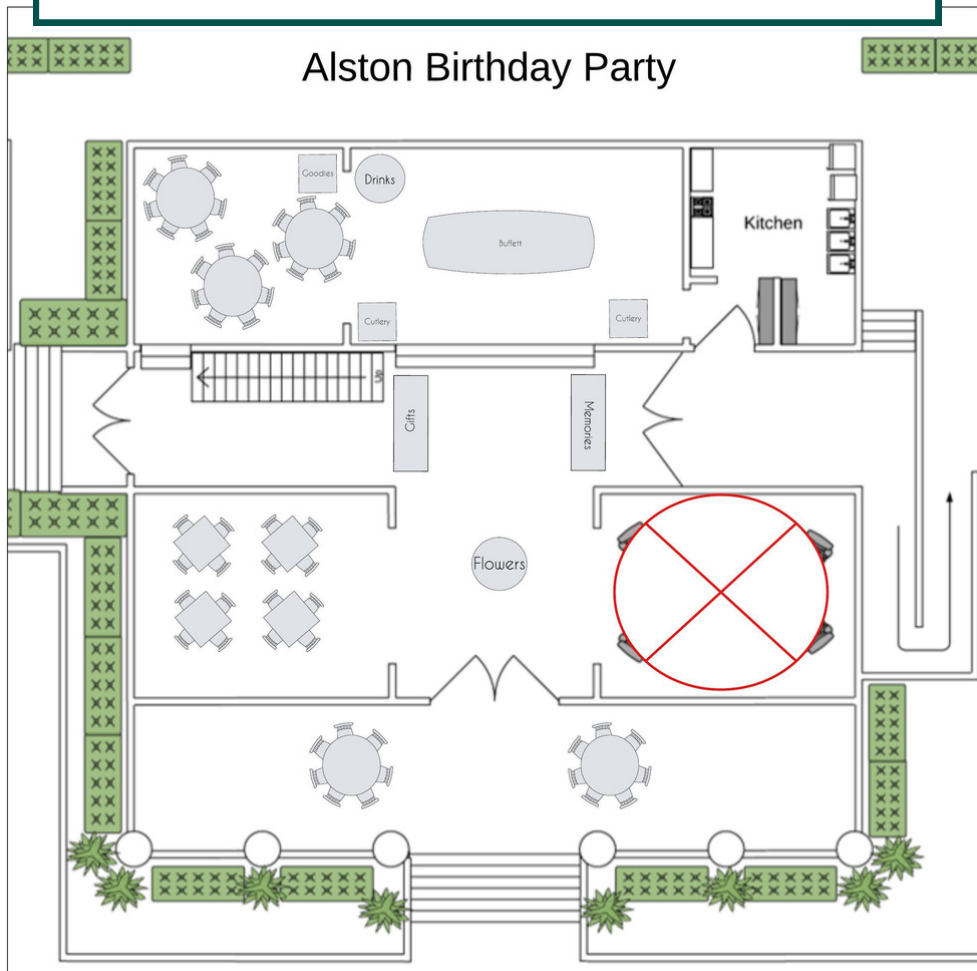 Alston Birthday Party
Goodies
Drinks
Buffett
Kitchen
Cutlery
Cutlery
Up
Gifts
Memories
Flowers